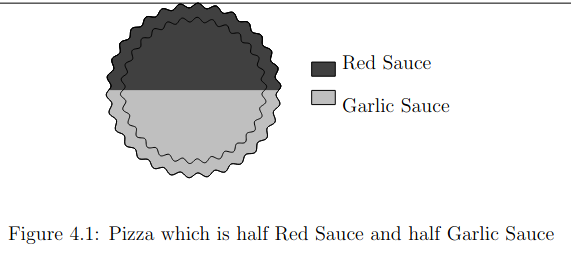 Red Sauce
Garlic Sauce
Figure 4.1: Pizza which is half Red Sauce and half Garlic Sauce